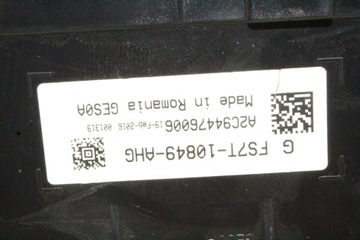 G FS7T-10849-AHG
A2C94476006 19-Feb-2016 001319
Made in Romania GES0A